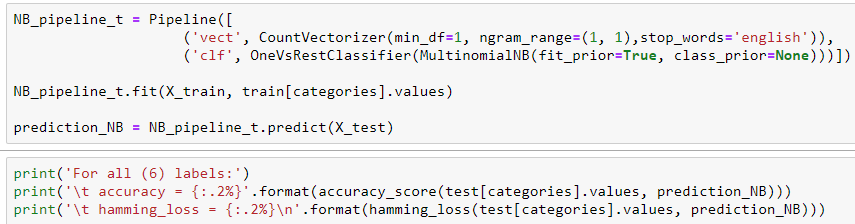 NB_pipeline_t = Pipeline([
('vect', CountVectorizer(min_df=1, ngram_range=(1, 1),stop_words='english')),
('clf', OneVsRestClassifier(MultinomialNB(fit_prior=True, class_prior=None)))])
NB_pipeline_t.fit(X_train, train[categories].values)
prediction_NB = NB_pipeline_t.predict(X_test)
print('For all (6) labels:')
print('\t accuracy = {:.2%}'.format(accuracy_score(test[categories].values, prediction_NB)))
print('\t hamming_loss = {:.2%}\n'.format(hamming_loss(test[categories].values, prediction_NB)))